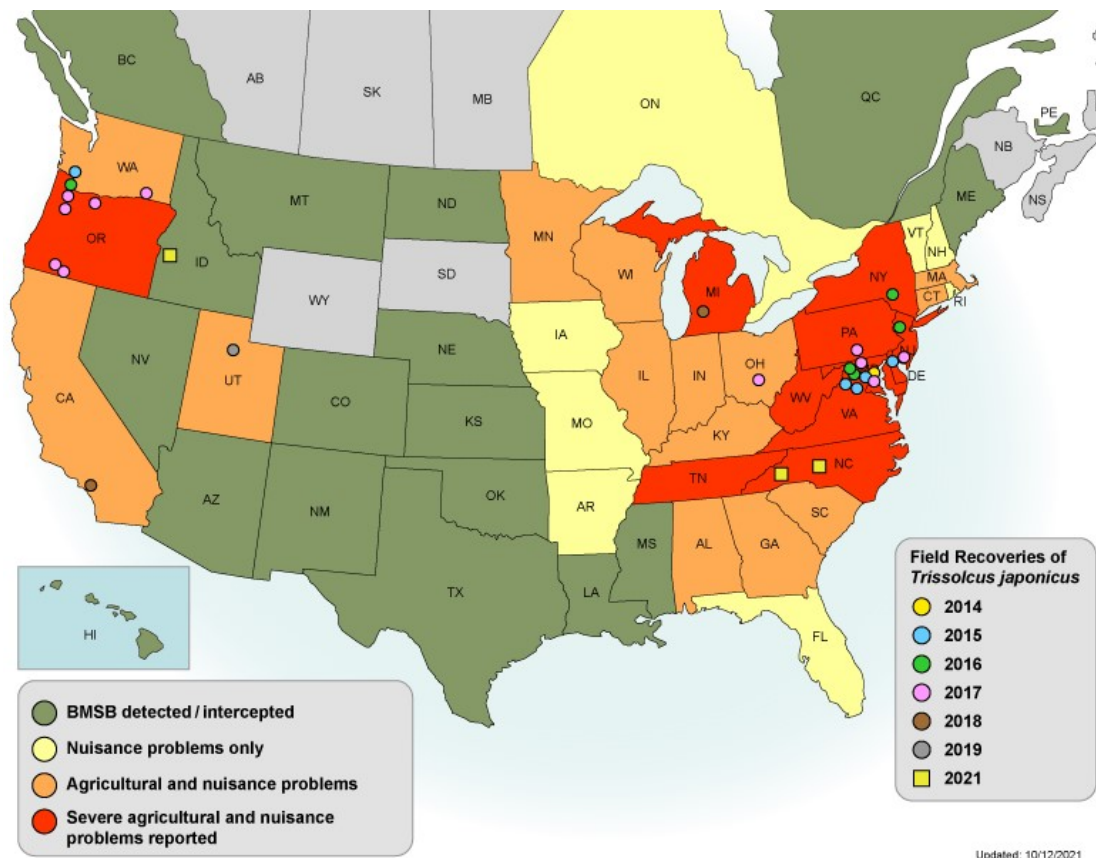 BC
AB
SK
MB
ON
QC
PE
NB
NS
WA
MT
ND
MN
ME
VT
NH
OR
ID
WY
SD
WI
MI
NY
MA
CT
RI
NV
UT
CO
NE
IA
IL
IN
OH
PA
NJ
DE
CA
KS
MO
KY
WV
VA
AZ
NM
OK
AR
TN
NC
SC
TX
LA
MS
AL
GA
FL
HI
BMSB detected / intercepted
Nuisance problems only
Agricultural and nuisance problems
Severe agricultural and nuisance
problems reported
Field Recoveries of
Trissolcus japonicus
2014
2015
2016
2017
2018
2019
2021
Updated: 10/12/2021